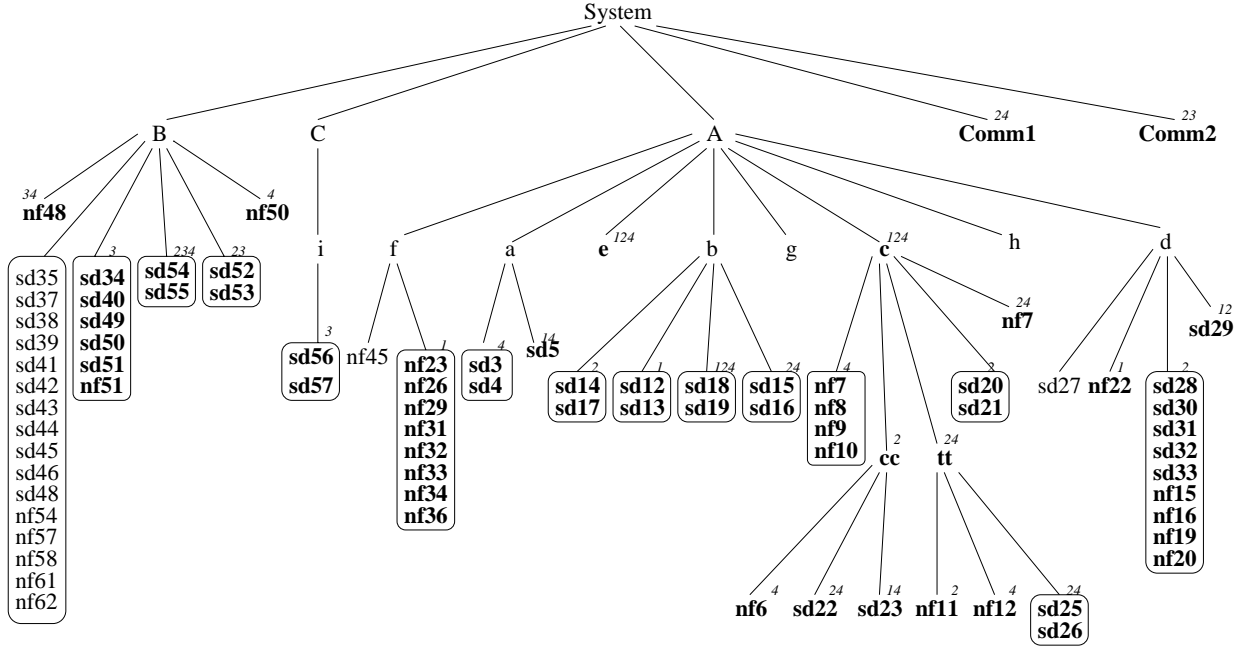 System
B
C
A
24
Comm1
23
Comm2
34
nf48
4
nf50
sd35
sd37
sd38
sd39
sd41
sd42
sd43
sd44
sd45
sd46
sd48
nf54
nf57
nf58
nf61
nf62
3
sd34
sd40
sd49
sd50
sd51
nf51
234
sd54
sd55
23
sd52
sd53
i
3
sd56
sd57
f
nf45
1
nf23
nf26
nf29
nf31
nf32
nf33
nf34
nf36
a
4
sd3
sd4
14
sd5
e 124
b
2
sd14
sd17
1
sd12
sd13
124
sd18
sd19
24
sd15
sd16
g
c 124
4
nf7
nf8
nf9
nf10
2
cc
4
nf6
24
sd22
14
sd23
24
tt
2
nf11
4
nf12
24
sd25
sd26
2
sd20
sd21
24
nf7
h
d
sd27
1
nf22
2
sd28
sd30
sd31
sd32
sd33
nf15
nf16
nf19
nf20
12
sd29